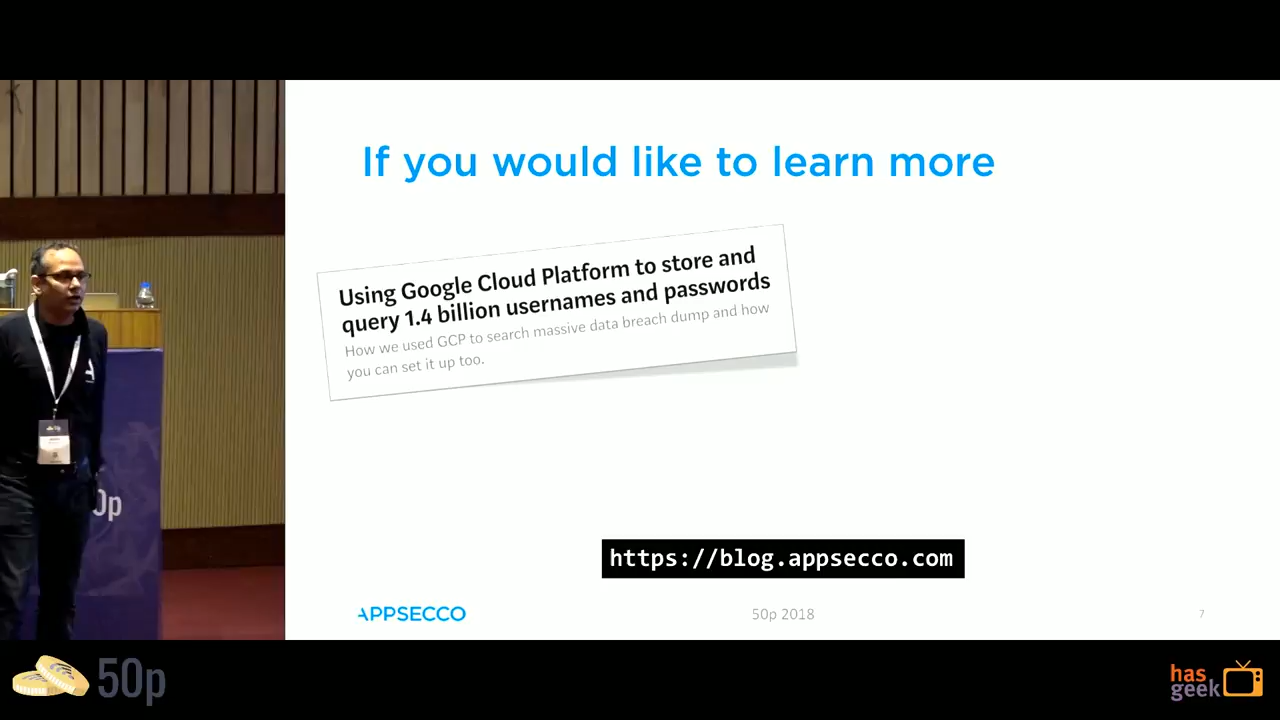 If you would like to learn more
Using Google Cloud Platform to store and
query 1.4 billion usernames and passwords
How we used GCP to search massive data breach dump and how
you can set it up too.
https://blog.appsecco.com
APPSECCO
50p 2018
7
0p
50p
has
geek